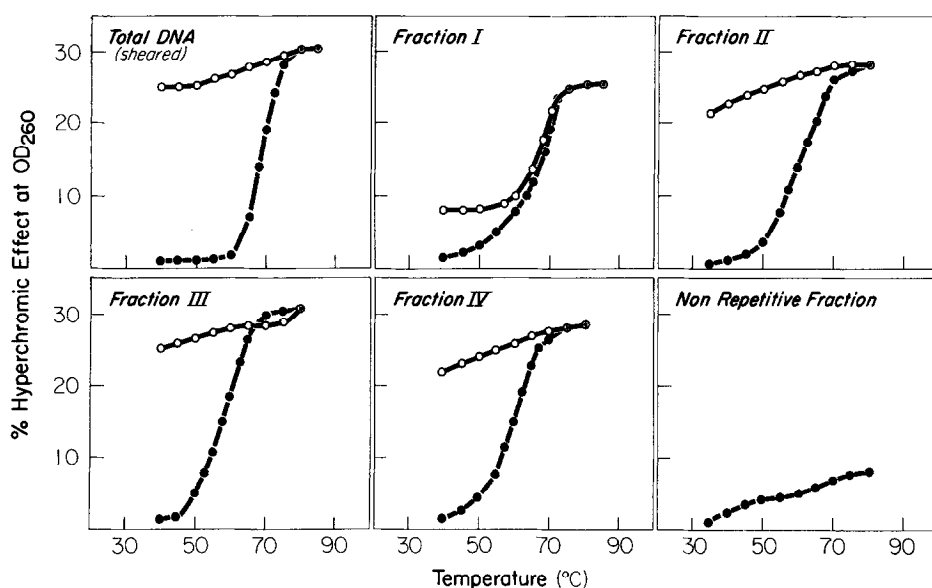 % Hyperchromic Effect at OD260
Total DNA
(sheared)
Fraction I
Fraction II
30
20
10
Fraction III
Fraction IV
Non Repetitive Fraction
30
20
10
30 50 70 90
30 50 70 90
30 50 70 90
Temperature (°C)